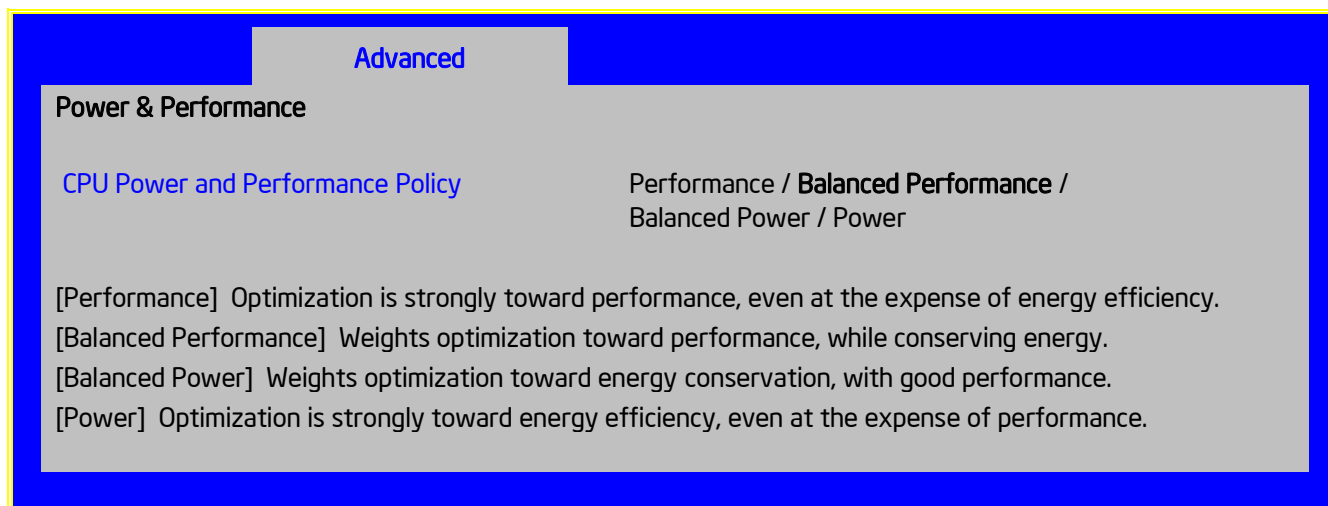 Advanced
Power & Performance
CPU Power and Performance Policy Performance / Balanced Performance /
Balanced Power / Power
[Performance] Optimization is strongly toward performance, even at the expense of energy efficiency.
[Balanced Performance] Weights optimization toward performance, while conserving energy.
[Balanced Power] Weights optimization toward energy conservation, with good performance.
[Power] Optimization is strongly toward energy efficiency, even at the expense of performance.